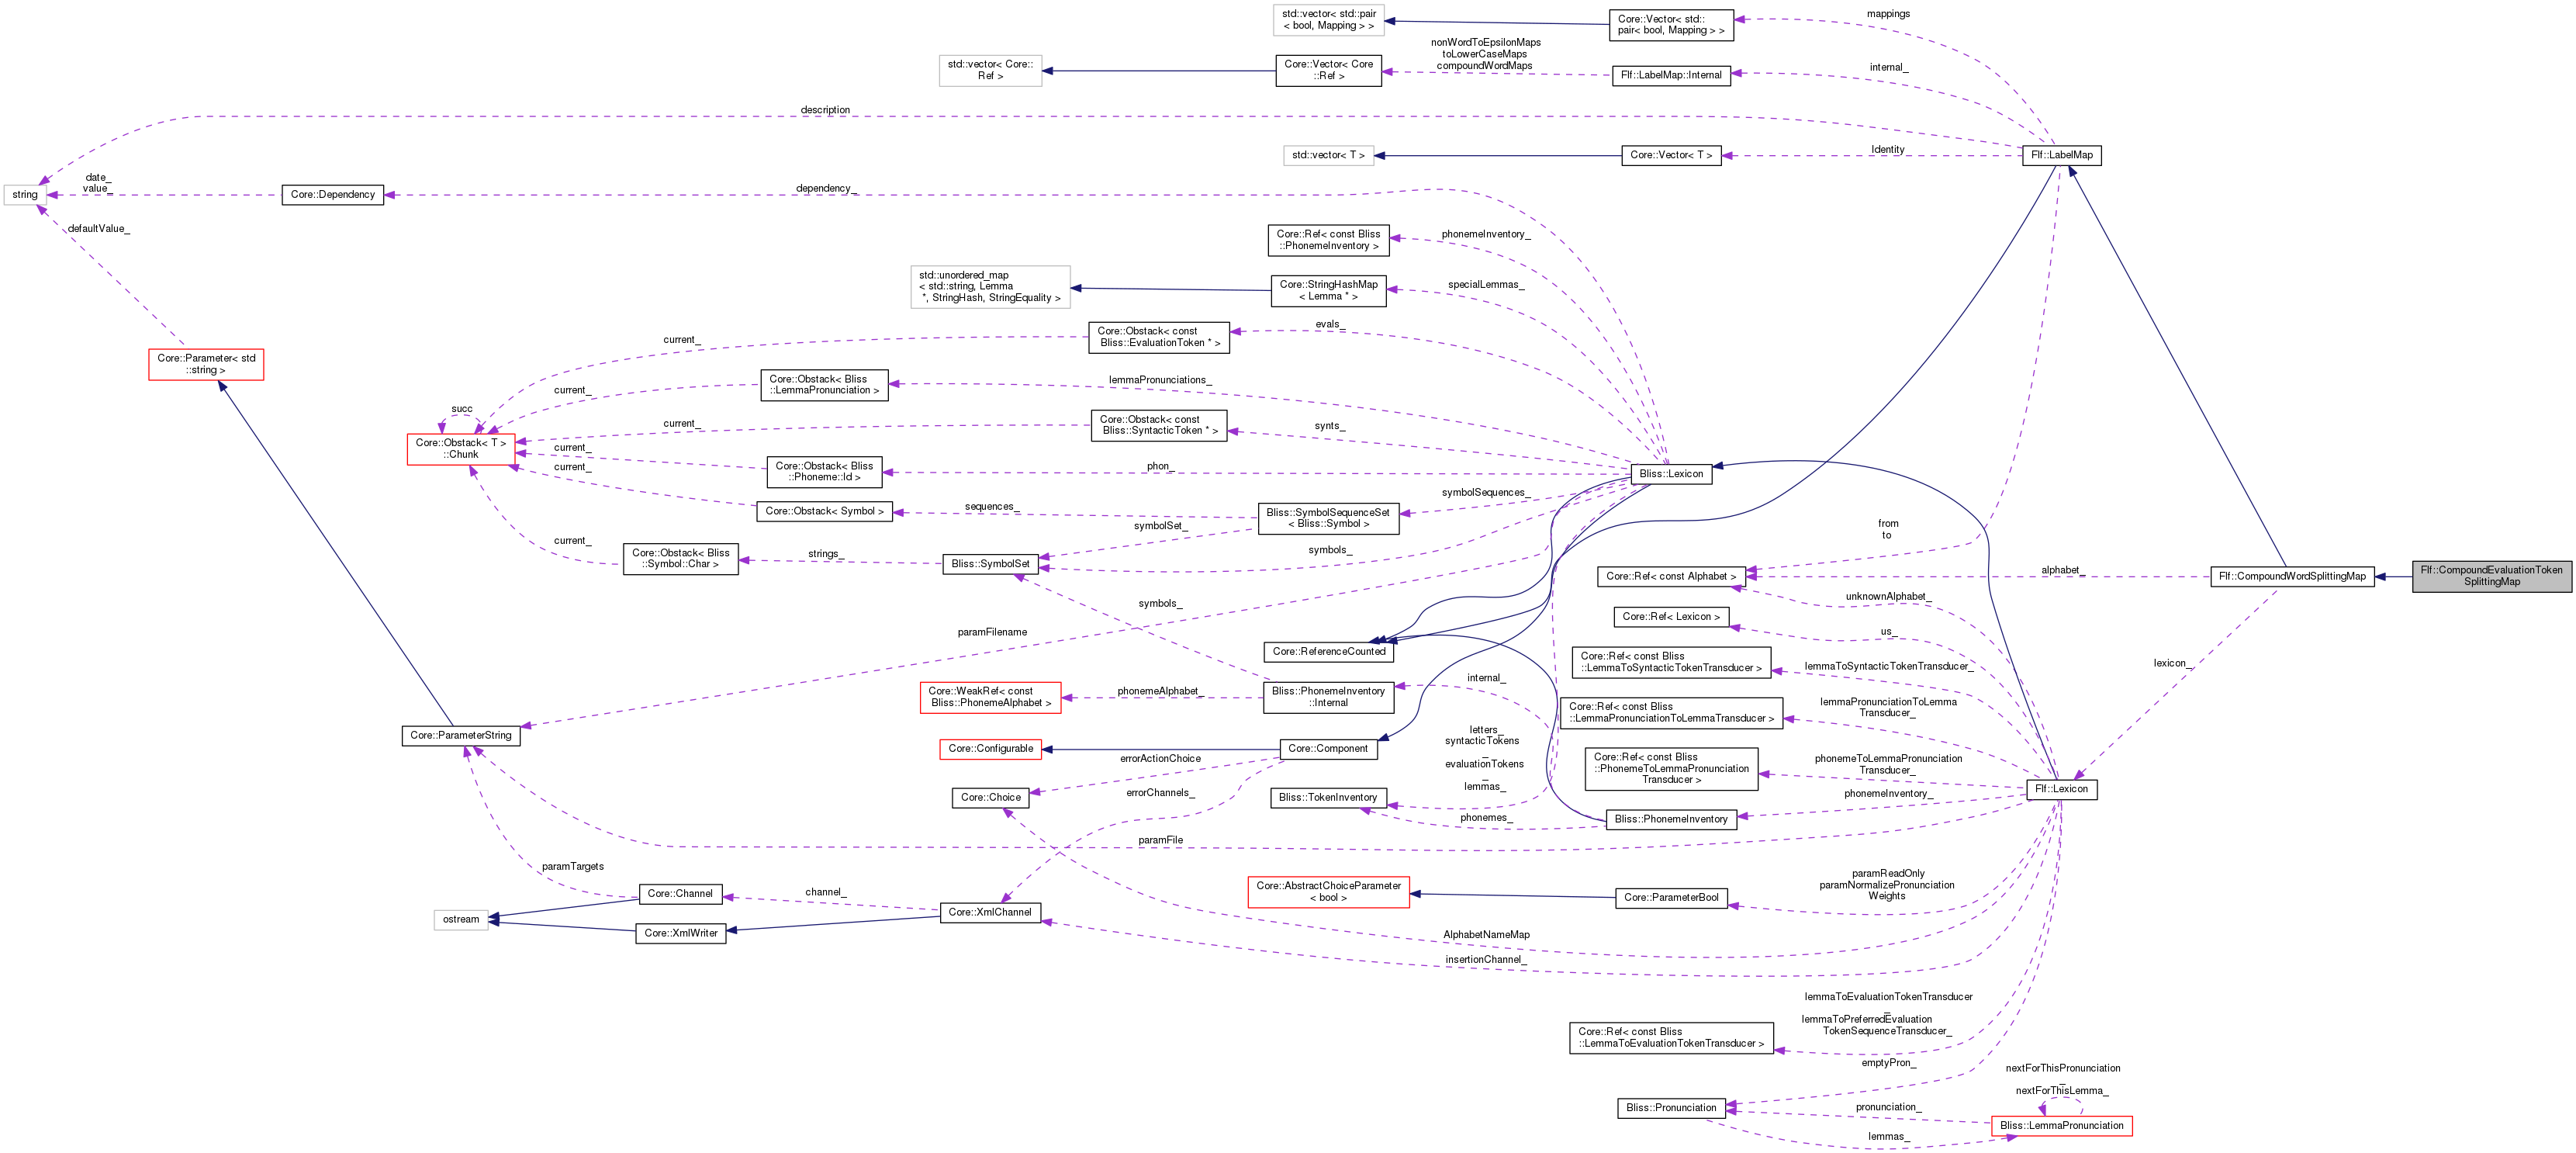 std::vector< std::pair
< bool, Mapping > >
Core::Vector< std::
pair< bool, Mapping > >
mappings
std::vector< Core::
Ref >
Core::Vector< Core
::Ref >
nonWordToEpsilonMaps
toLowerCaseMaps
compoundWordMaps
Flf::LabelMap::Internal
internal_
description
std::vector< T >
Core::Vector< T >
Identity
Flf::LabelMap
string
date_
value_
Core::Dependency
dependency_
defaultValue_
Core::Ref< const Bliss
::PhonemeInventory >
phonemeInventory_
std::unordered_map
< std::string, Lemma
*, StringHash, StringEquality >
Core::StringHashMap
< Lemma * >
specialLemmas_
Core::Obstack< const
Bliss::EvaluationToken * >
evals_
current_
Core::Parameter< std
::string >
Core::Obstack< Bliss
::LemmaPronunciation >
lemmaPronunciations_
current_
succ
Core::Obstack< T >
::Chunk
Core::Obstack< const
Bliss::SyntacticToken * >
synts_
current_
Core::Obstack< Bliss
::Phoneme::Id >
phon_
current_
Bliss::Lexicon
Core::Obstack< Symbol >
current_
sequences_
Bliss::SymbolSequenceSet
< Bliss::Symbol >
symbolSequences_
symbolSet_
Core::Obstack< Bliss
::Symbol::Char >
current_
strings_
Bliss::SymbolSet
symbols_
from
to
Core::Ref< const Alphabet >
alphabet_
Flf::CompoundWordSplittingMap
Flf::CompoundEvaluationToken
SplittingMap
unknownAlphabet_
symbols_
Core::Ref< Lexicon >
us_
paramFilename
Core::ReferenceCounted
Core::Ref< const Bliss
::LemmaToSyntacticTokenTransducer >
lemmaToSyntacticTokenTransducer_
lexicon_
Core::WeakRef< const
Bliss::PhonemeAlphabet >
phonemeAlphabet_
Bliss::PhonemeInventory
::Internal
internal_
Core::Ref< const Bliss
::LemmaPronunciationToLemmaTransducer >
lemmaPronunciationToLemma
Transducer_
Core::ParameterString
Core::Configurable
Core::Component
letters_
syntacticTokens
_
evaluationTokens
_
lemmas_
errorActionChoice
Core::Ref< const Bliss
::PhonemeToLemmaPronunciation
Transducer >
phonemeToLemmaPronunciation
Transducer_
Flf::Lexicon
Core::Choice
errorChannels_
Bliss::TokenInventory
phonemes_
Bliss::PhonemeInventory
phonemeInventory_
paramFile
paramTargets
Core::Channel
channel_
Core::AbstractChoiceParameter
< bool >
Core::ParameterBool
paramReadOnly
paramNormalizePronunciation
Weights
ostream
Core::XmlWriter
Core::XmlChannel
AlphabetNameMap
insertionChannel_
lemmaToEvaluationTokenTransducer
_
lemmaToPreferredEvaluation
TokenSequenceTransducer_
Core::Ref< const Bliss
::LemmaToEvaluationTokenTransducer >
emptyPron_
nextForThisPronunciation
_
nextForThisLemma_
Bliss::Pronunciation
pronunciation_
Bliss::LemmaPronunciation
lemmas_